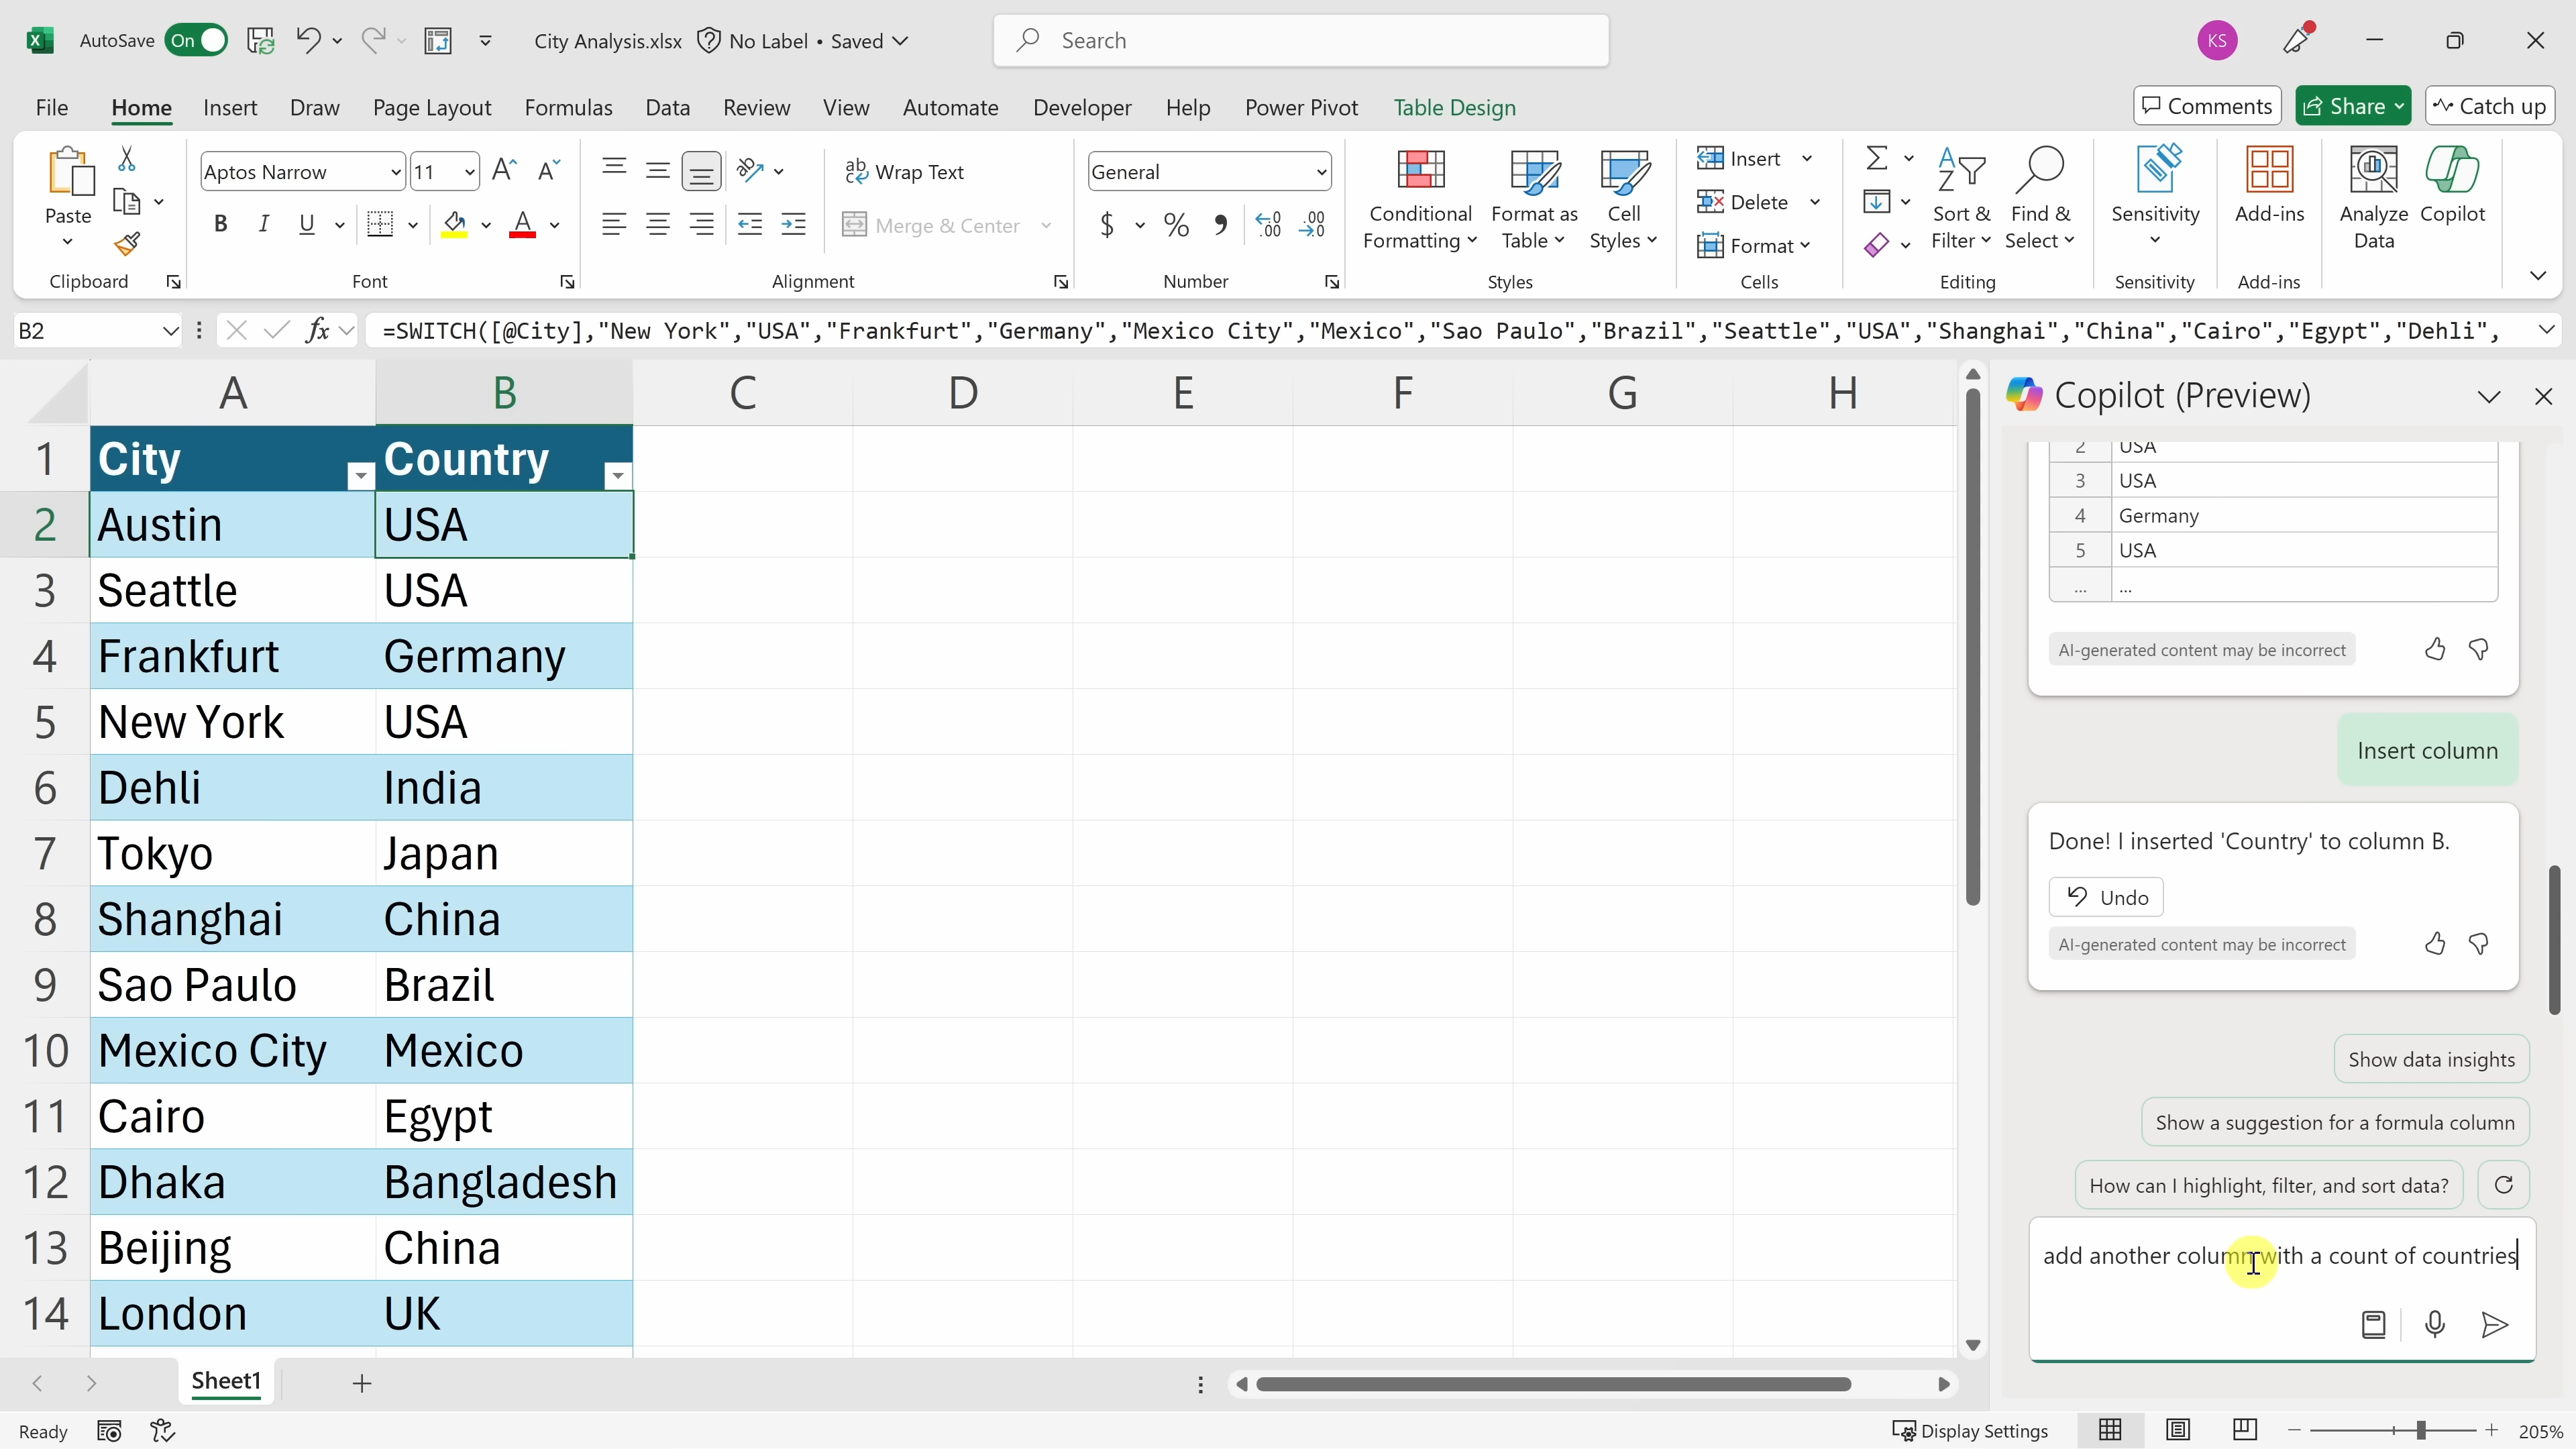 AutoSave On City Analysis.xlsx No Label • Saved Search KS
File Home Insert Draw Page Layout Formulas Data Review View Automate Developer Help Power Pivot Table Design Comments Share Catch up
Paste
Clipboard
Aptos Narrow 11
B I U
Font
Wrap Text
Merge & Center
Alignment
General
$ % 9
Number
Conditional
Formatting
Format as
Table
Cell
Styles
Styles
Insert
Delete
Format
Cells
Sort &
Filter
Find &
Select
Editing
Sensitivity
Sensitivity
Add-ins
Add-ins
Analyze
Data
Copilot
B2 fx =SWITCH([@City],"New York","USA","Frankfurt","Germany","Mexico City","Mexico","Sao Paulo","Brazil","Seattle","USA","Shanghai","China","Cairo","Egypt","Dehli",
A B C D E F G H
1 City Country
2 Austin USA
3 Seattle USA
4 Frankfurt Germany
5 New York USA
6 Dehli India
7 Tokyo Japan
8 Shanghai China
9 Sao Paulo Brazil
10 Mexico City Mexico
11 Cairo Egypt
12 Dhaka Bangladesh
13 Beijing China
14 London UK
Copilot (Preview)
2 USA
3 USA
4 Germany
5 USA
... ...
AI-generated content may be incorrect
Insert column
Done! I inserted 'Country' to column B.
Undo
AI-generated content may be incorrect
Show data insights
Show a suggestion for a formula column
How can I highlight, filter, and sort data?
add another column with a count of countries
Sheet1
Ready Display Settings 205%